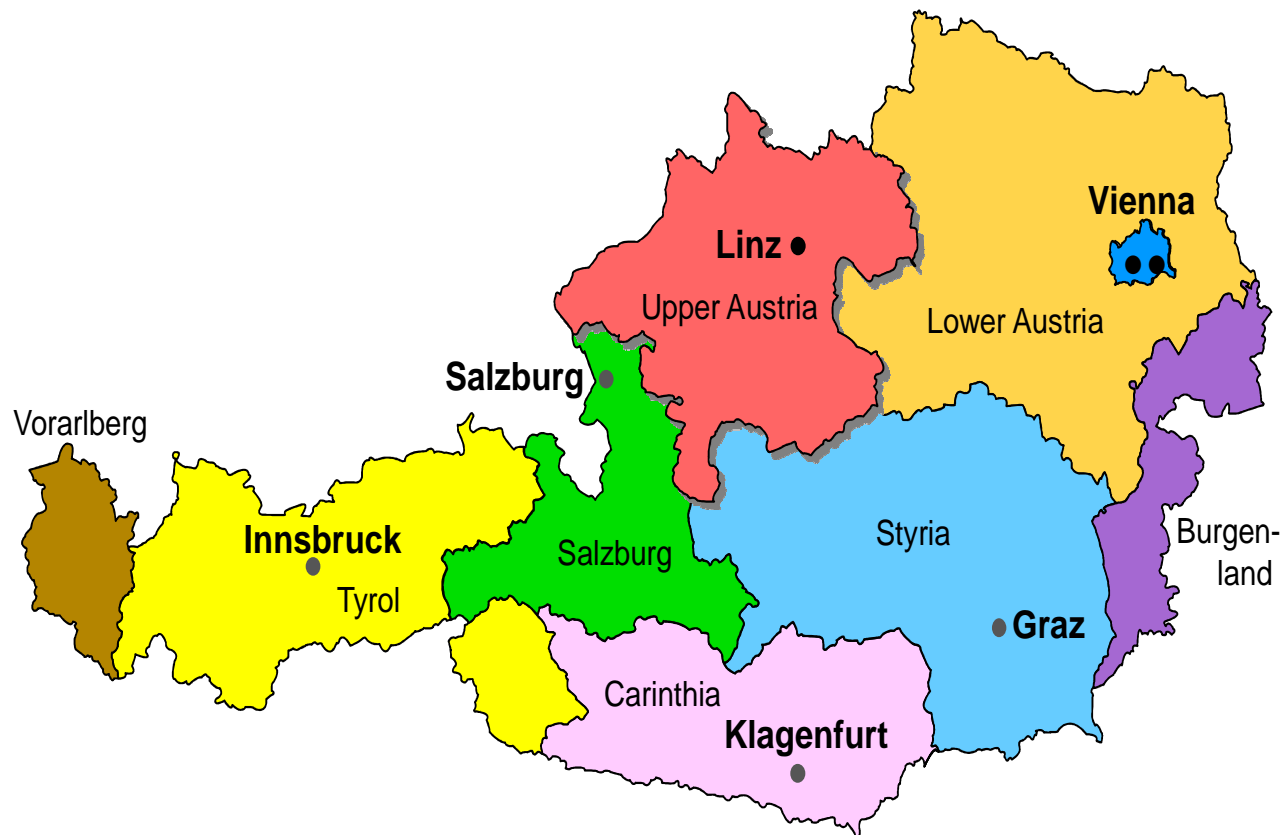 Vienna
Linz
Upper Austria
Lower Austria
Salzburg
Vorarlberg
Innsbruck
Tyrol
Salzburg
Styria
Burgen-
land
Graz
Carinthia
Klagenfurt